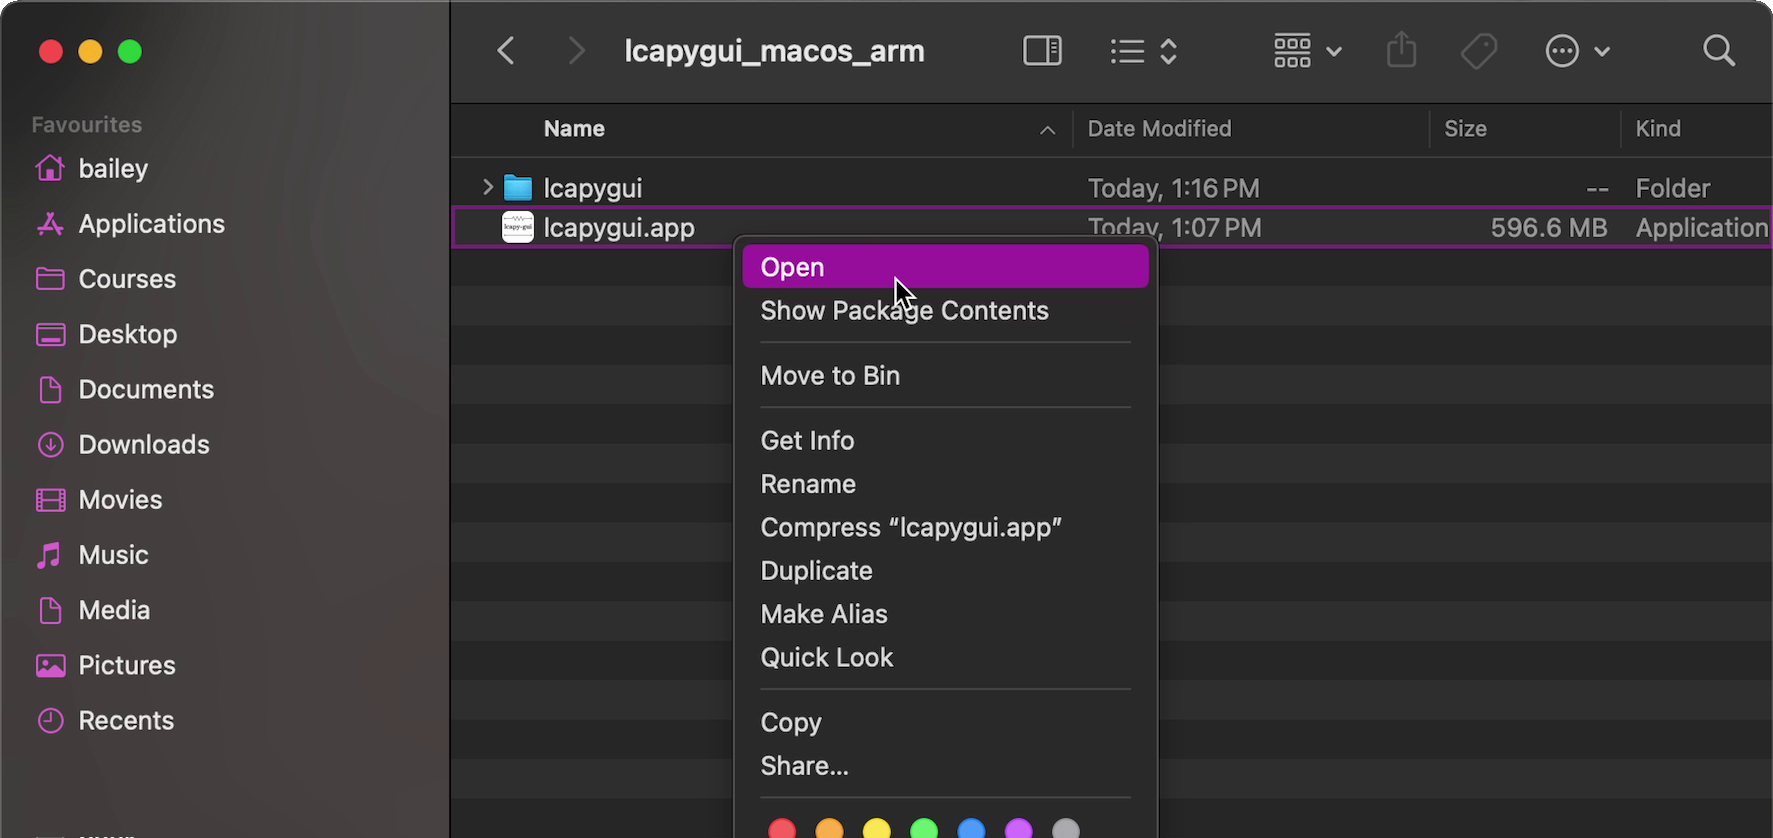 lcapygui_macos_arm
Favourites
bailey
Applications
Courses
Desktop
Documents
Downloads
Movies
Music
Media
Pictures
Recents
Name Date Modified Size Kind
lcapygui Today, 1:16 PM -- Folder
lcapy-gui
lcapygui.app Today, 1:07 PM 596.6 MB Application
Open
Show Package Contents
Move to Bin
Get Info
Rename
Compress “lcapygui.app”
Duplicate
Make Alias
Quick Look
Copy
Share...